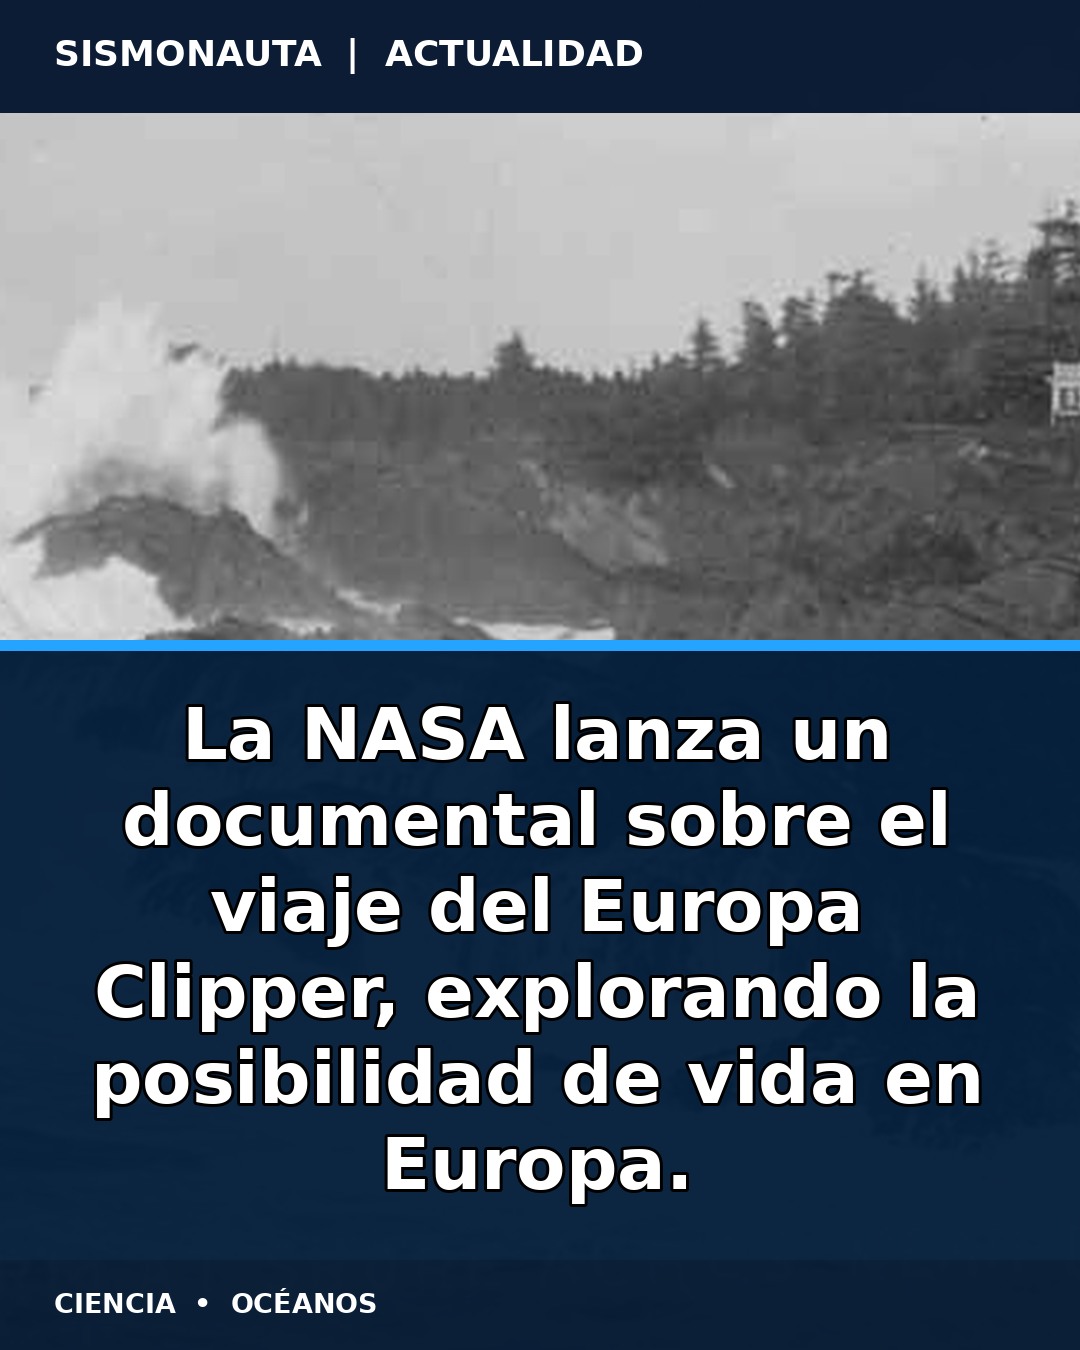 SISMONAUTA | ACTUALIDAD
La NASA lanza un
documental sobre el
viaje del Europa
Clipper, explorando la
posibilidad de vida en
Europa.
CIENCIA • OCÉANOS